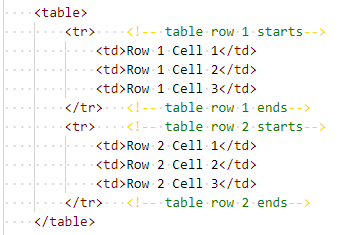 <table>
<tr> <!-- table row 1 starts-->
<td>Row 1 Cell 1</td>
<td>Row 1 Cell 2</td>
<td>Row 1 Cell 3</td>
</tr> <!-- table row 1 ends-->
<tr> <!-- table row 2 starts-->
<td>Row 2 Cell 1</td>
<td>Row 2 Cell 2</td>
<td>Row 2 Cell 3</td>
</tr> <!-- table row 2 ends-->
</table>